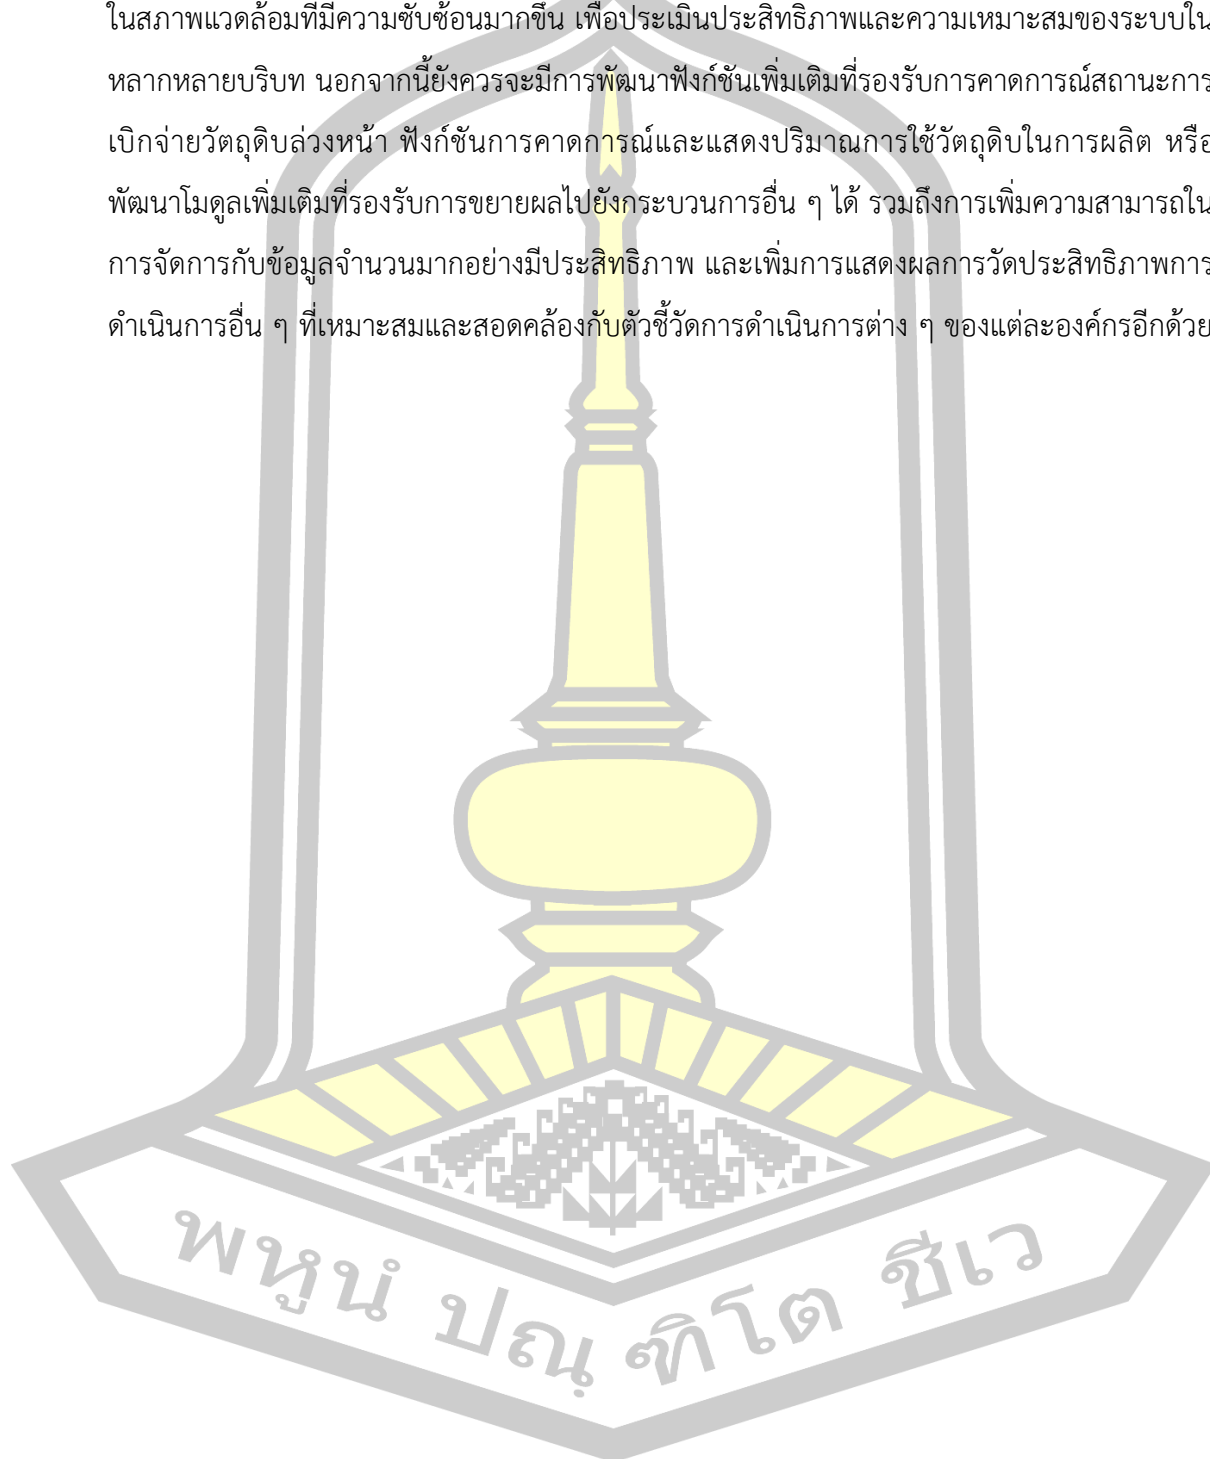 ในสภาพแวดล้อมที่มีความซับซ้อนมากขึ้น เพื่อประเมินประสิทธิภาพและความเหมาะสมของระบบใน
หลากหลายบริบท นอกจากนี้ยังควรจะมีการพัฒนาฟังก์ชันเพิ่มเติมที่รองรับการคาดการณ์สถานะการ
เบิกจ่ายวัตถุดิบล่วงหน้า ฟังก์ชันการคาดการณ์และแสดงปริมาณการใช้วัตถุดิบในการผลิต หรือ
พัฒนาโมดูลเพิ่มเติมที่รองรับการขยายผลไปยังกระบวนการอื่น ๆ ได้ รวมถึงการเพิ่มความสามารถใน
การจัดการกับข้อมูลจำนวนมากอย่างมีประสิทธิภาพ และเพิ่มการแสดงผลการวัดประสิทธิภาพการ
ดำเนินการอื่น ๆ ที่เหมาะสมและสอดคล้องกับตัวชี้วัดการดำเนินการต่าง ๆ ของแต่ละองค์กรอีกด้วย
พหูนํ ปณฺฑิโต ชีเว